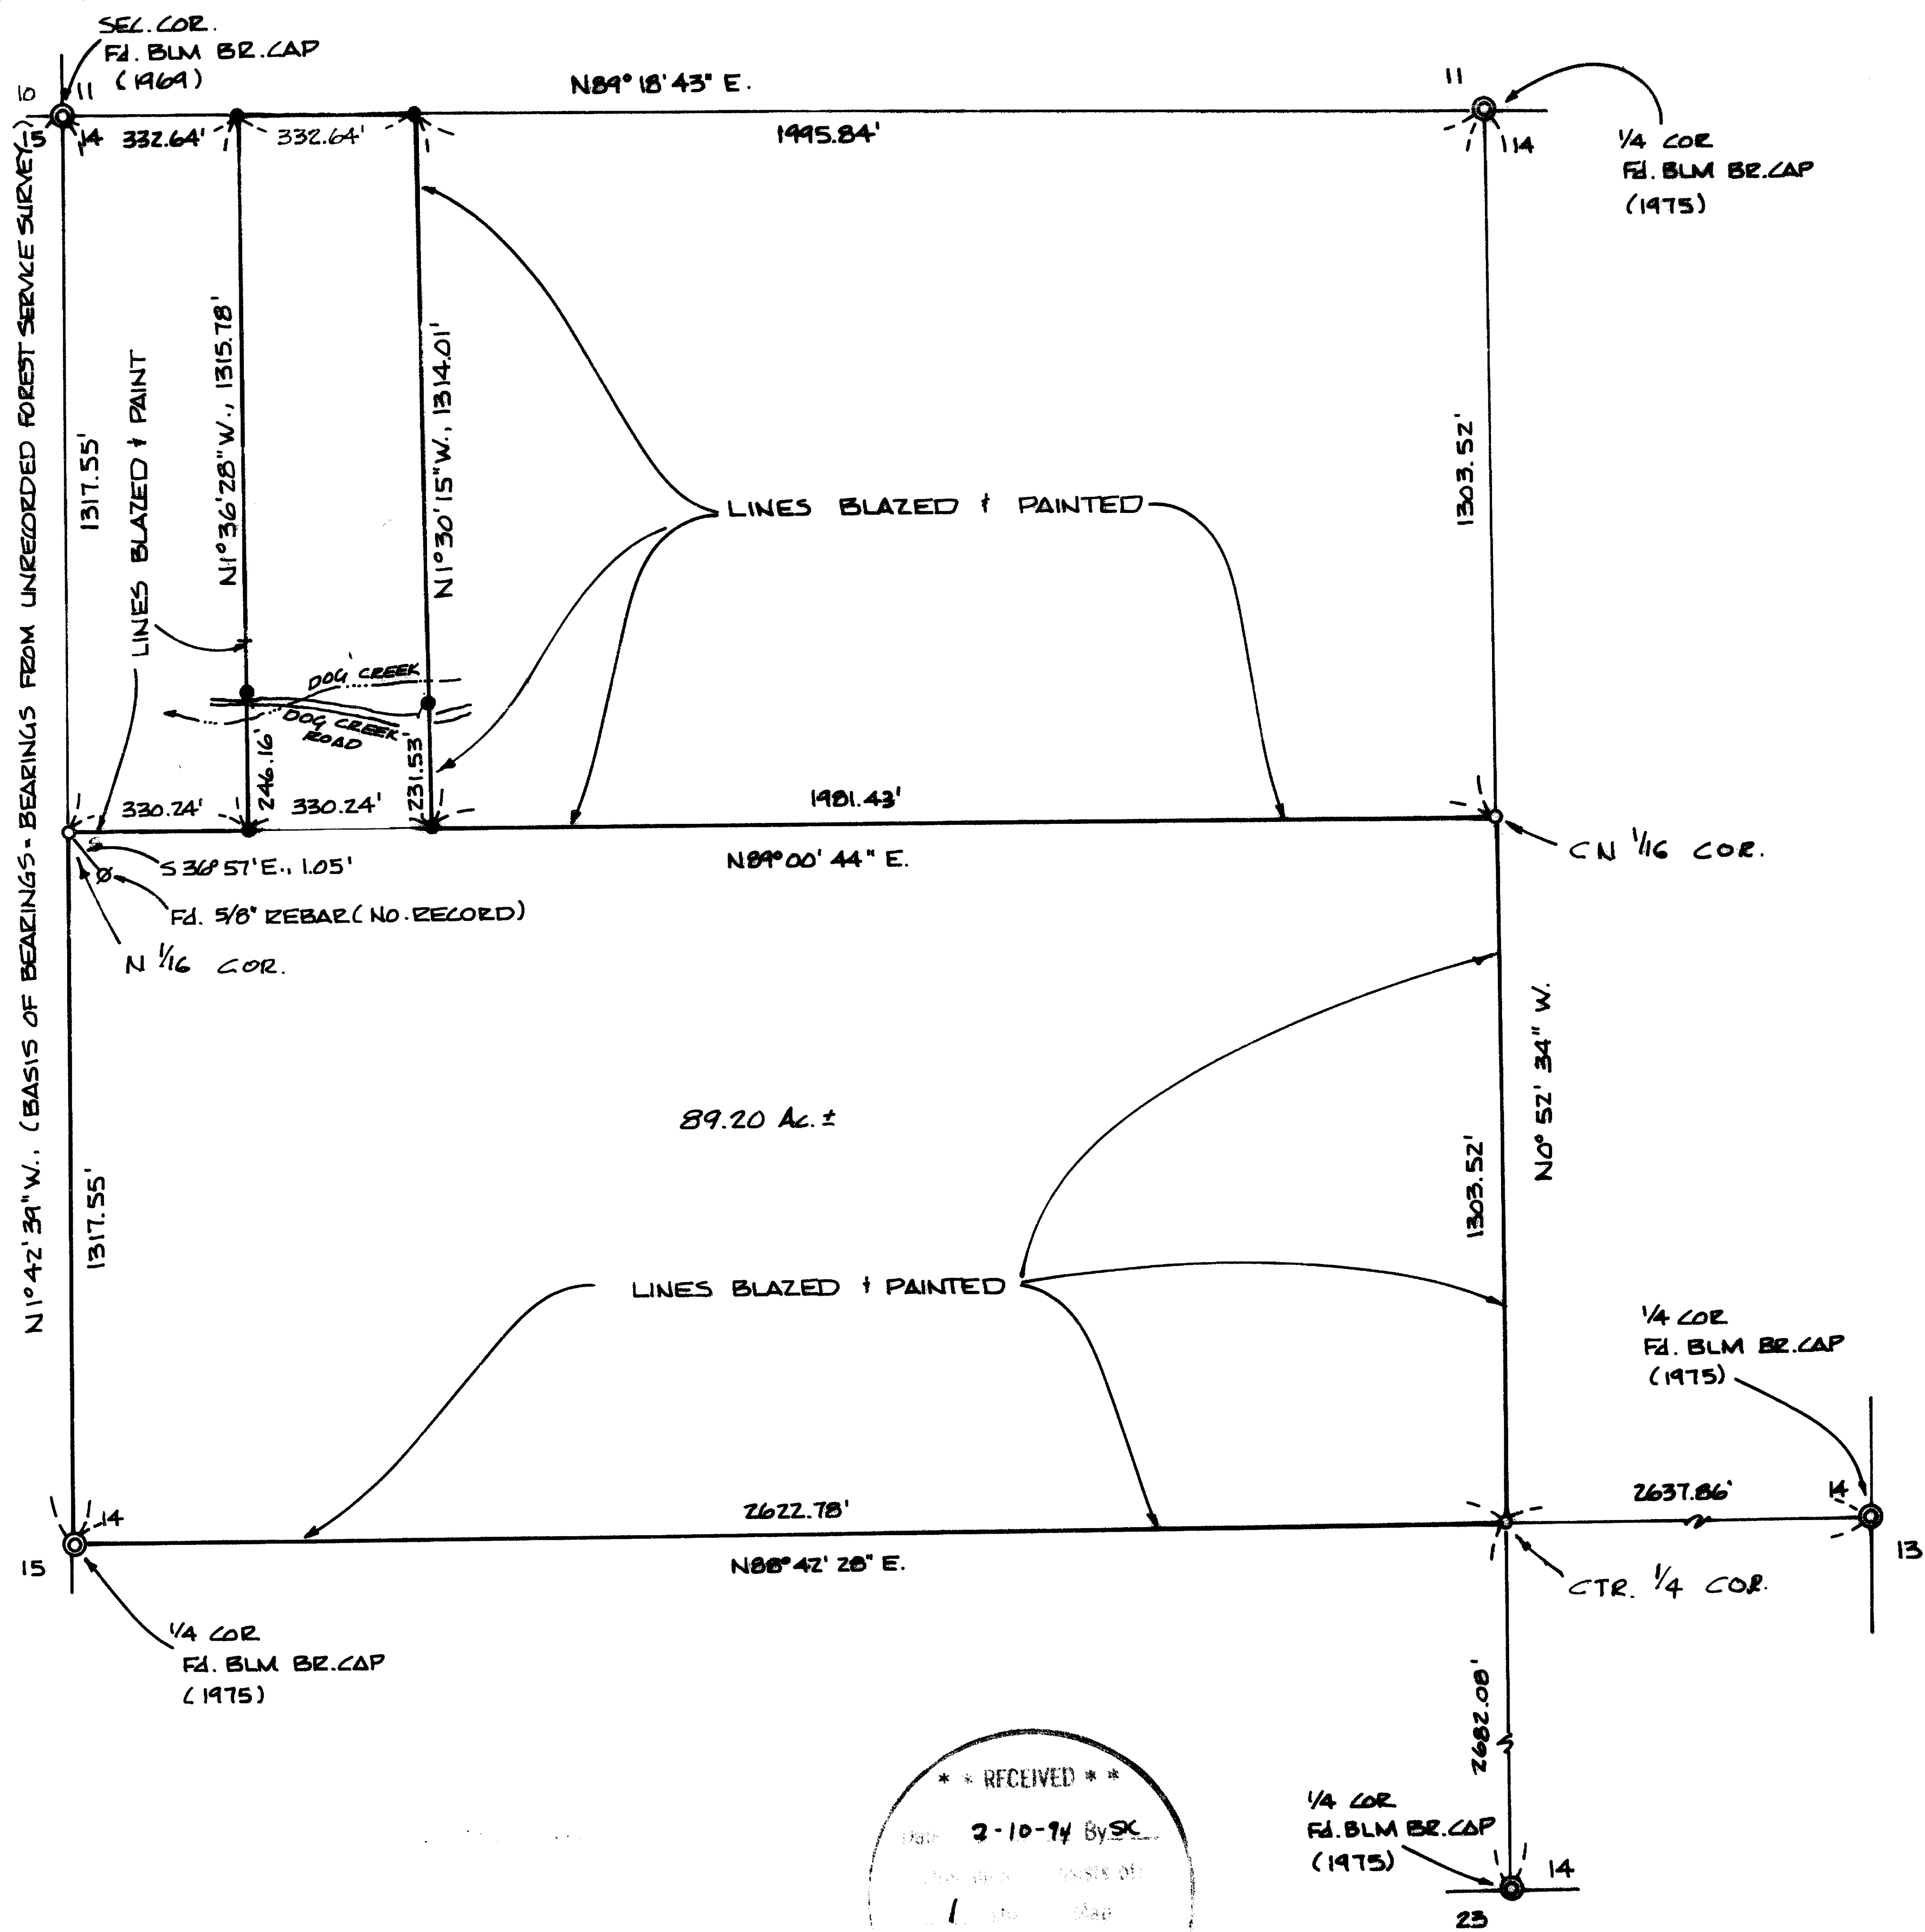 SEC. COR.
Fd. BLM BR. CAP
(1969)
10
11
15
14
N89° 18' 43" E.
11
14
1/4 COR
Fd. BLM BR. CAP
(1975)
332.64'
332.64'
1995.84'
N1° 42' 39" W., (BASIS OF BEARINGS = BEARINGS FROM UNRECORDED FOREST SERVICE SURVEY)
1317.55'
LINES BLAZED & PAINT
N1° 36' 28" W., 1315.78'
N1° 30' 15" W., 1314.01'
LINES BLAZED & PAINTED
1303.52'
DOG CREEK
DOG CREEK
ROAD
246.16'
231.53'
330.24'
330.24'
1981.43'
N89° 00' 44" E.
CN 1/16 COR.
S 36° 57' E., 1.05'
Fd. 5/8" REBAR (NO RECORD)
N 1/16 COR.
N0° 52' 34" W.
89.20 Ac. ±
1317.55'
1303.52'
LINES BLAZED & PAINTED
1/4 COR
Fd. BLM BR. CAP
(1975)
14
15
2622.78'
N88° 42' 28" E.
2637.86'
14
13
CTR. 1/4 COR.
1/4 COR
Fd. BLM BR. CAP
(1975)
2682.08'
* * RECEIVED * *
Date 2-10-94 By SK
1
1/4 COR
Fd. BLM BR. CAP
(1975)
14
23